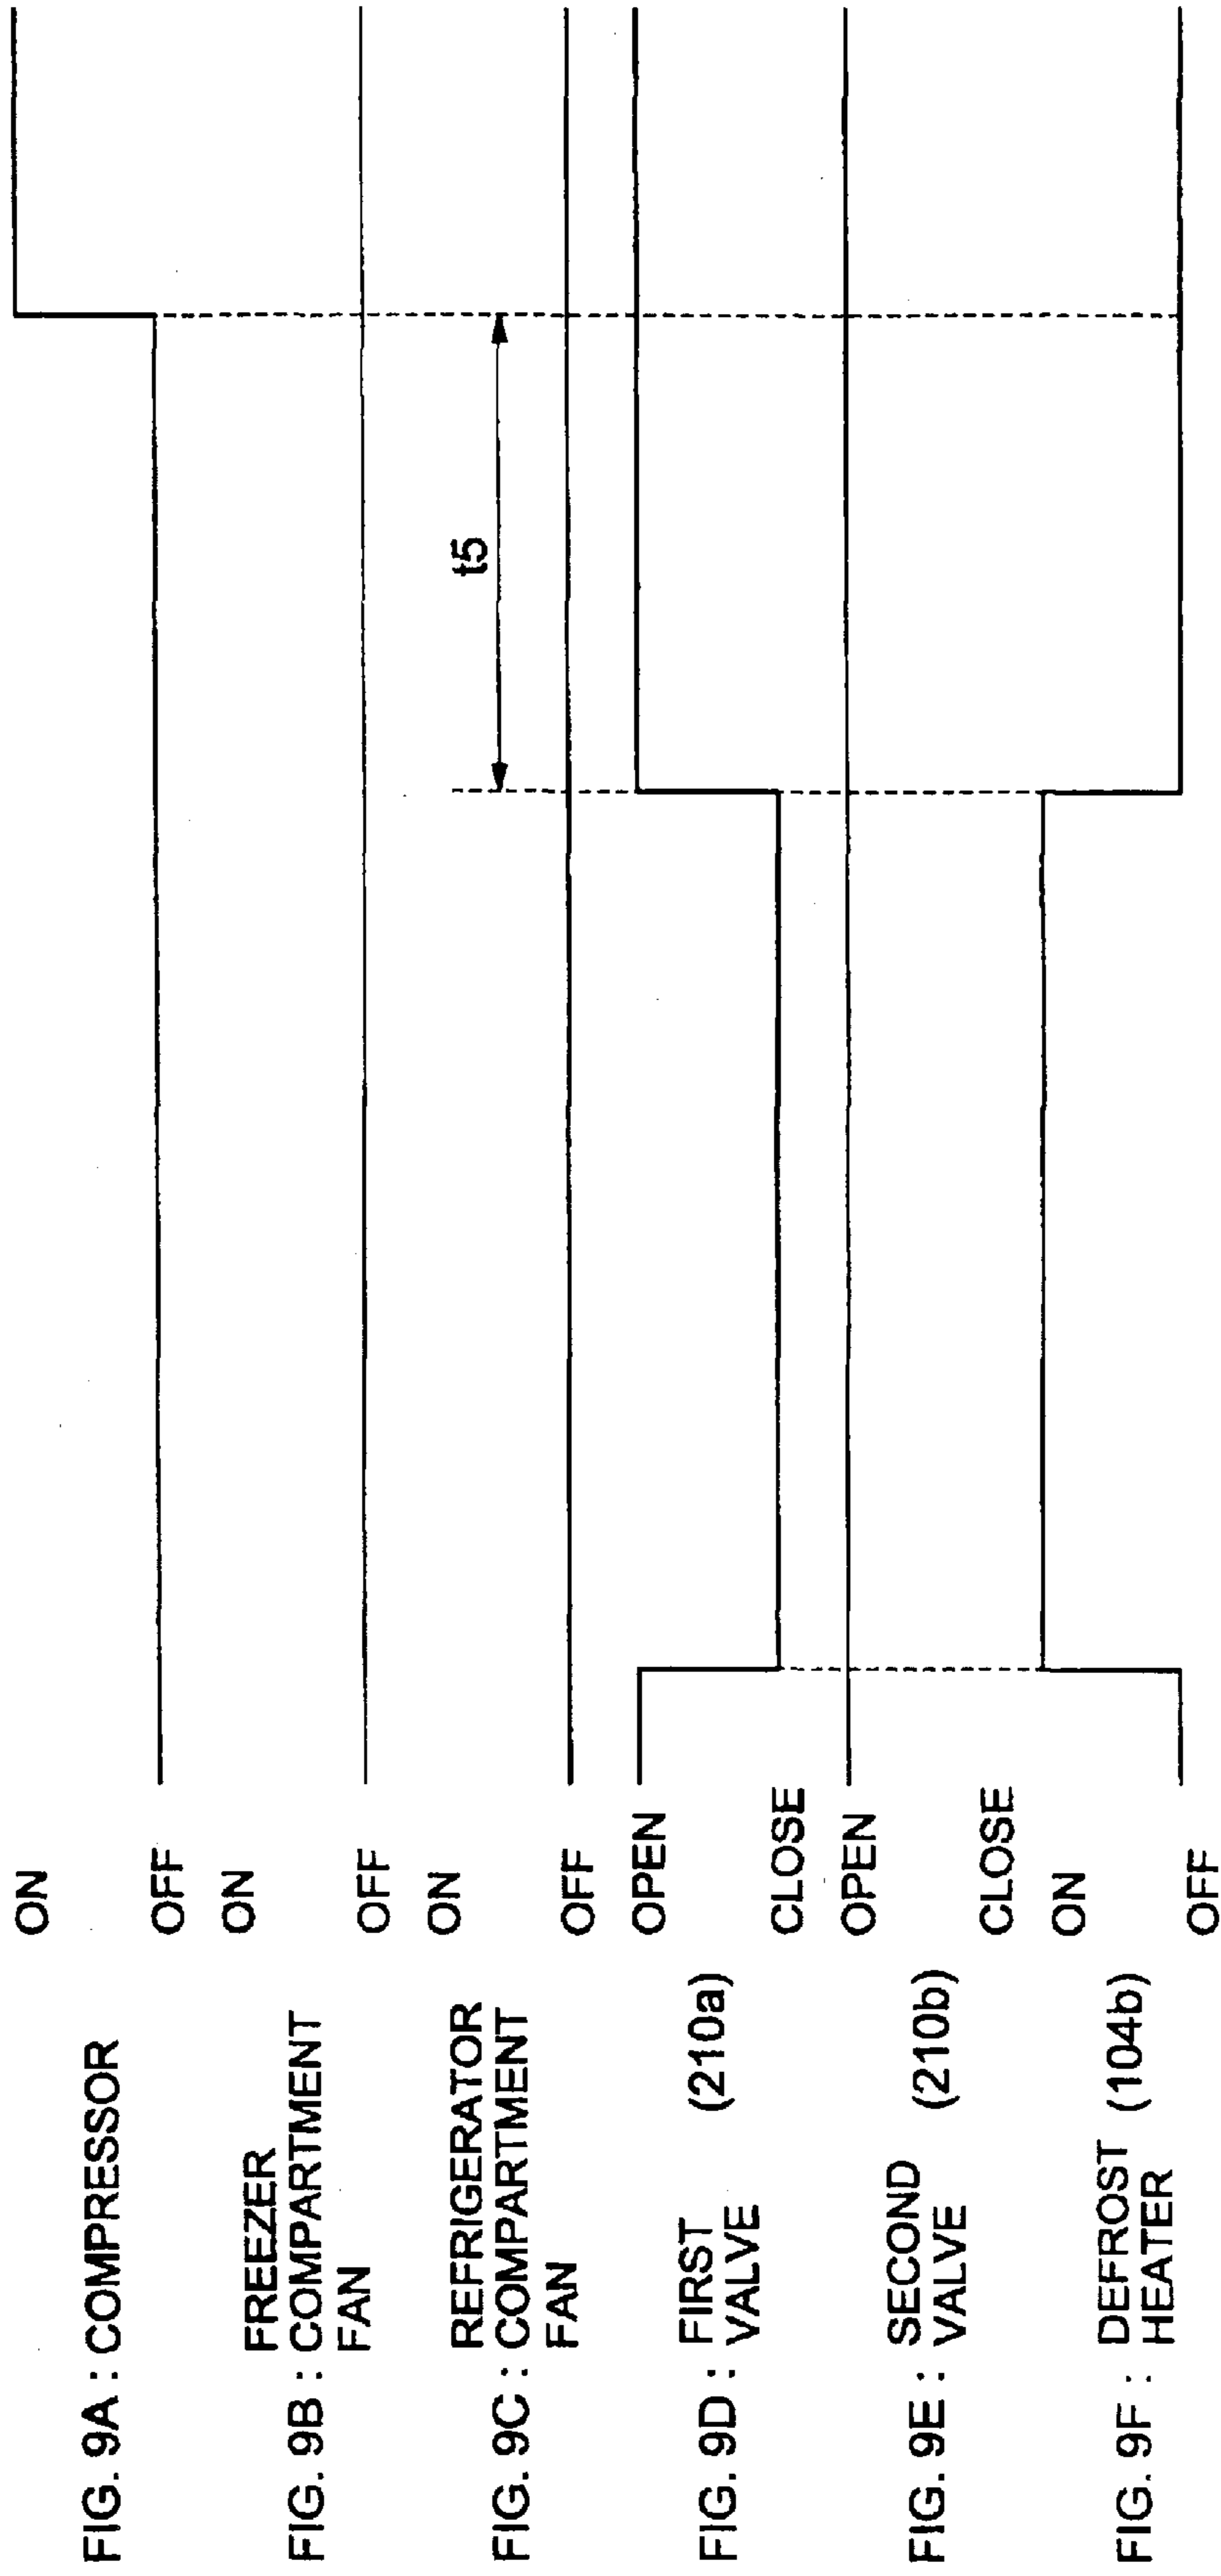 FIG. 9A : COMPRESSOR
ON
OFF
FIG. 9B : FREEZER
COMPARTMENT
FAN
ON
OFF
FIG. 9C : REFRIGERATOR
COMPARTMENT
FAN
ON
OFF
t5
FIG. 9D : FIRST
VALVE (210a)
OPEN
CLOSE
FIG. 9E : SECOND
VALVE (210b)
OPEN
CLOSE
FIG. 9F : DEFROST
HEATER (104b)
ON
OFF